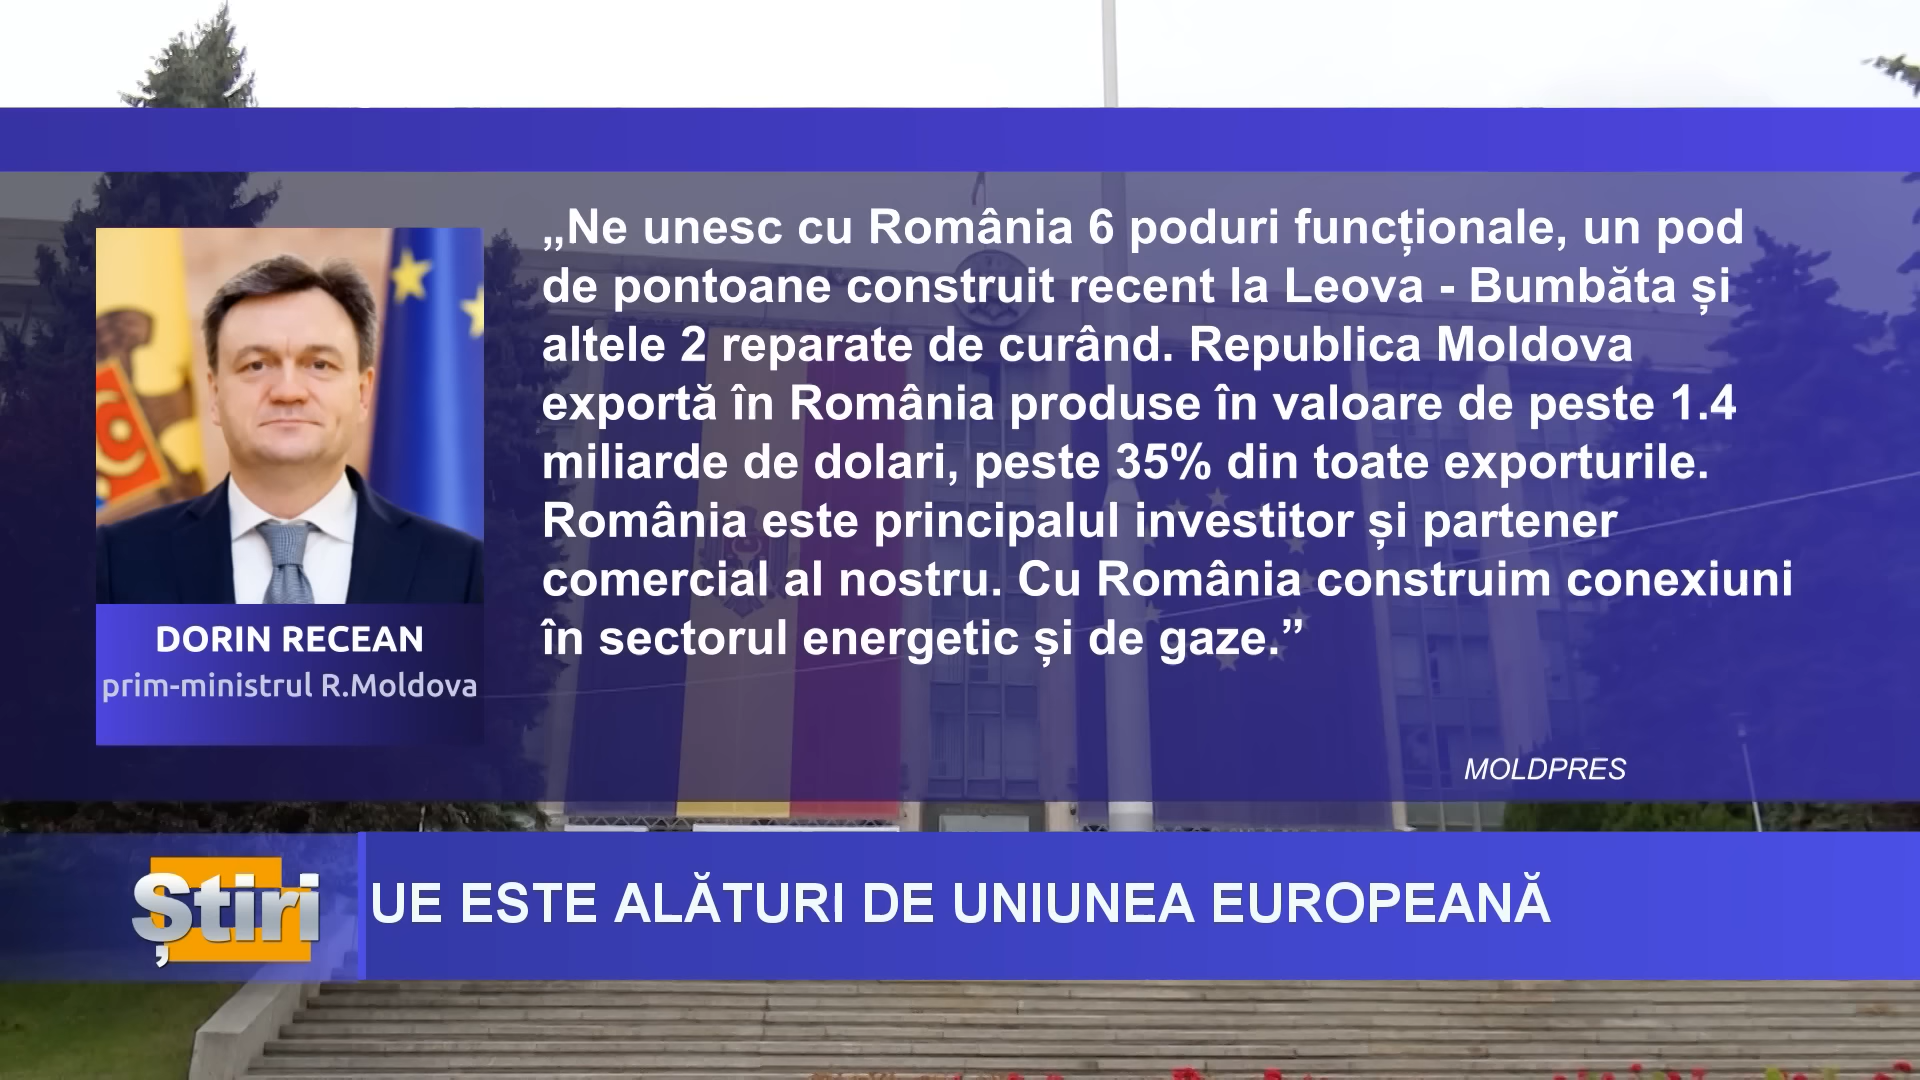 „Ne unesc cu România 6 poduri funcționale, un pod
de pontoane construit recent la Leova - Bumbăta și
altele 2 reparate de curând. Republica Moldova
exportă în România produse în valoare de peste 1.4
miliarde de dolari, peste 35% din toate exporturile.
România este principalul investitor și partener
comercial al nostru. Cu România construim conexiuni
în sectorul energetic și de gaze.”
DORIN RECEAN
prim-ministrul R.Moldova
MOLDPRES
Știri
UE ESTE ALĂTURI DE UNIUNEA EUROPEANĂ